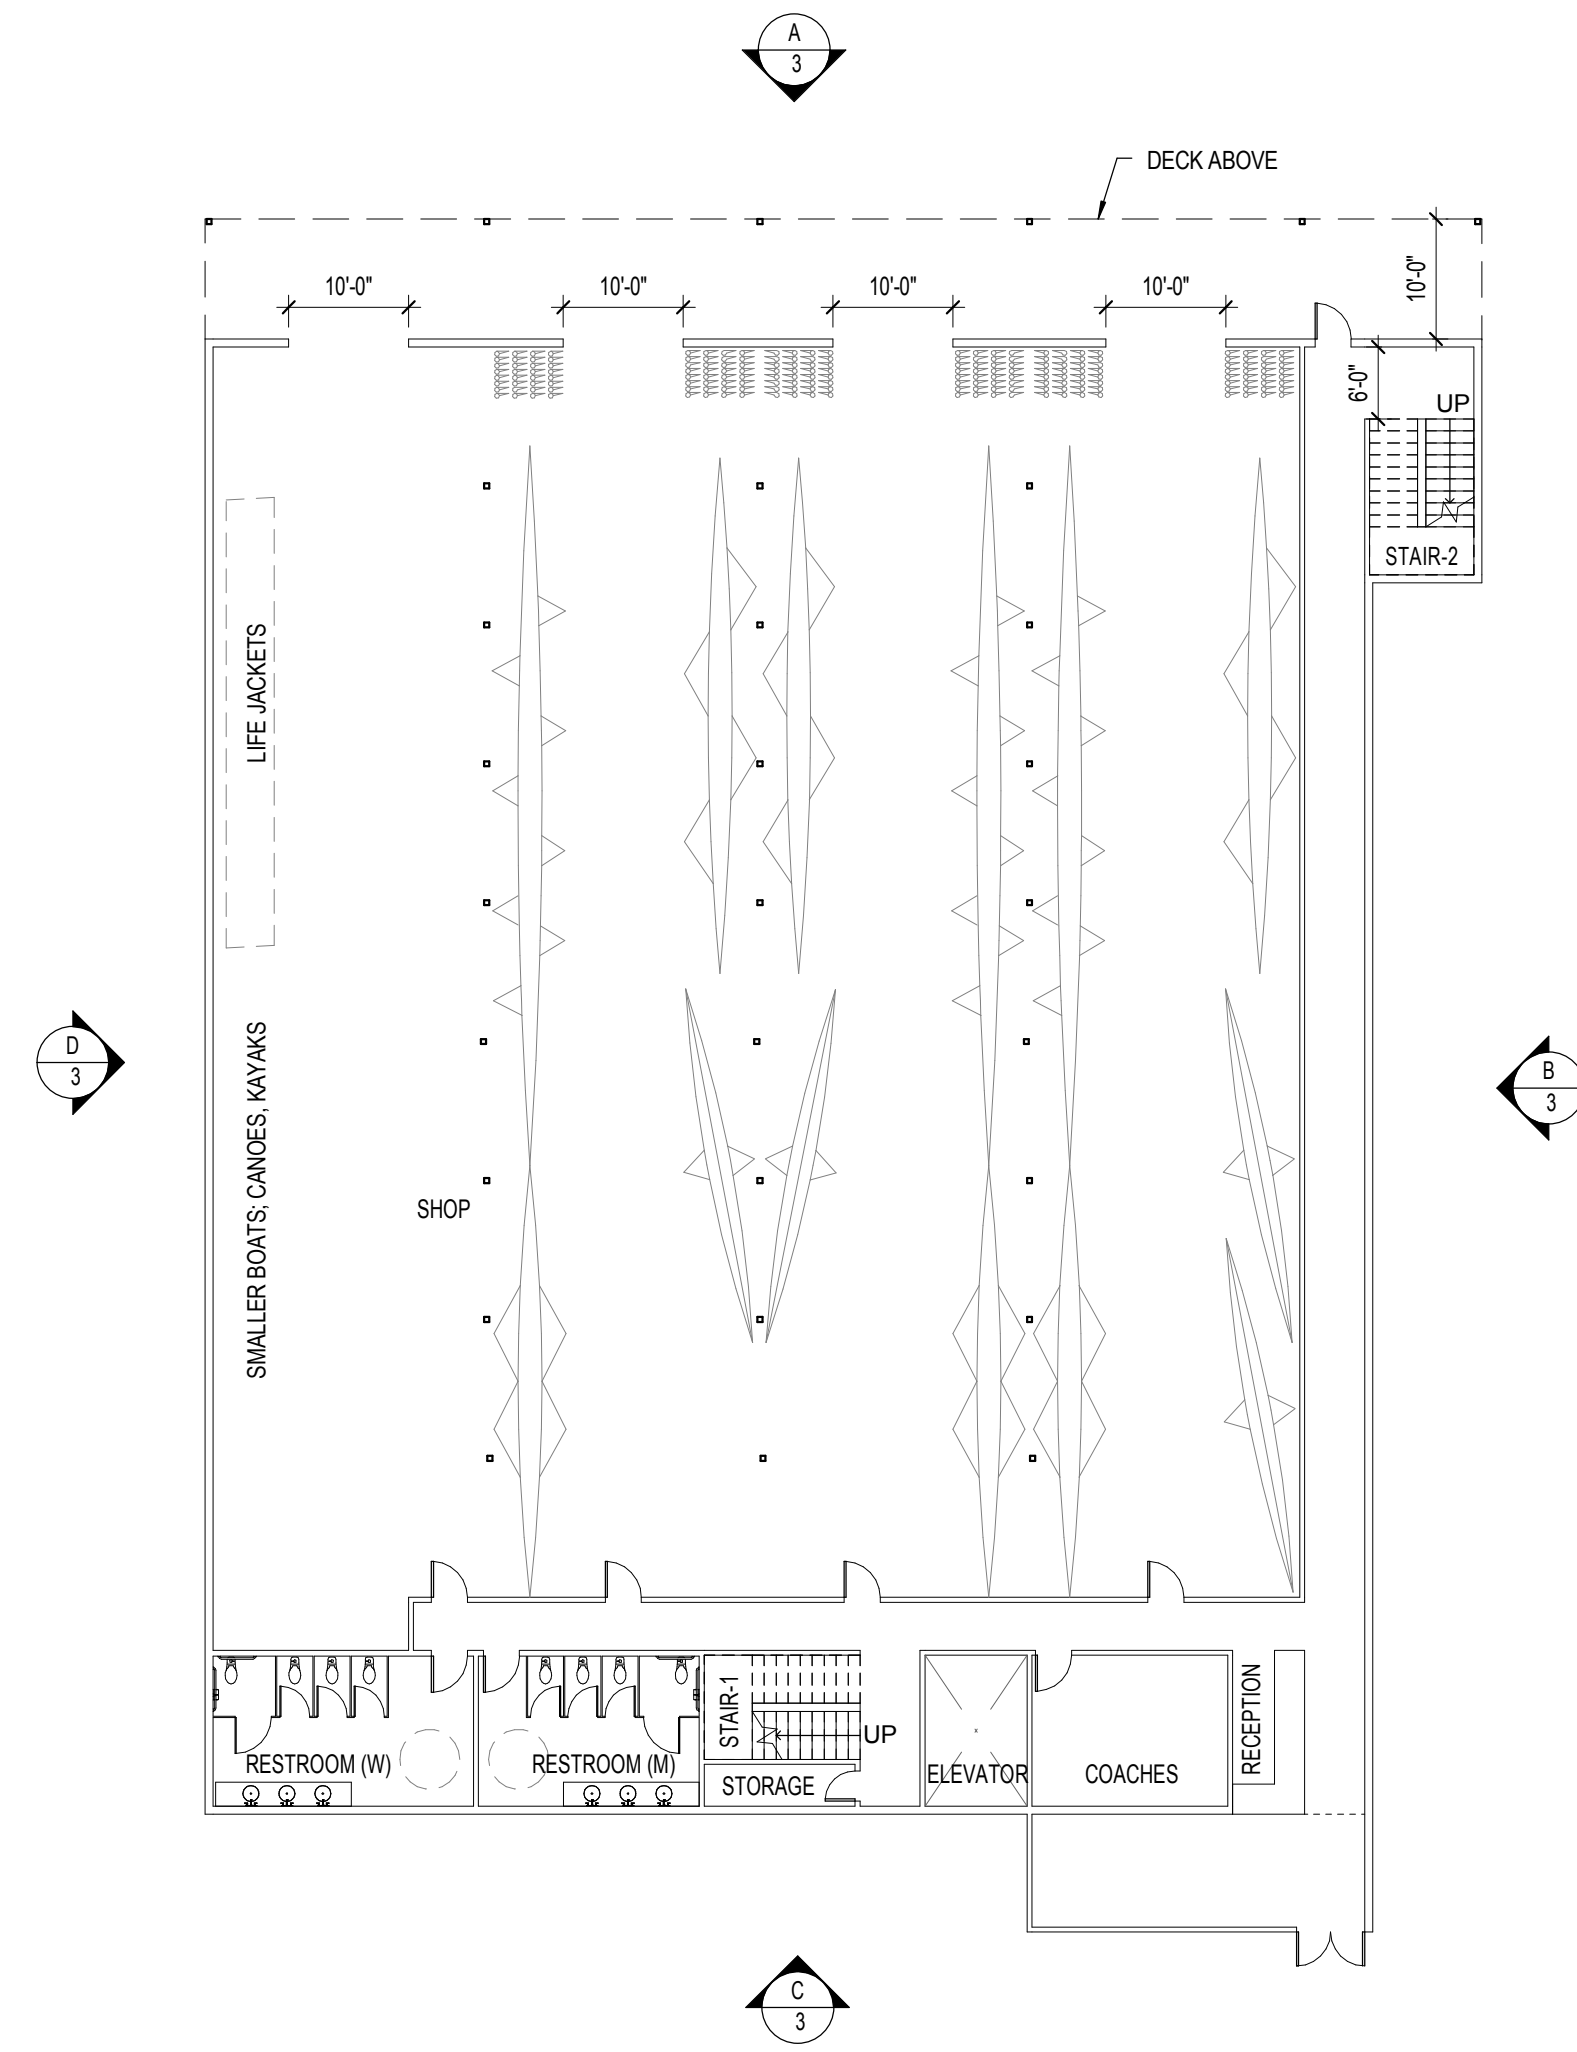 A
3
DECK ABOVE
10'-0"
10'-0"
10'-0"
10'-0"
10'-0"
6'-0"
UP
STAIR-2
LIFE JACKETS
D
3
B
3
SMALLER BOATS; CANOES, KAYAKS
SHOP
STAIR-1
UP
RECEPTION
RESTROOM (W)
RESTROOM (M)
STORAGE
ELEVATOR
COACHES
C
3